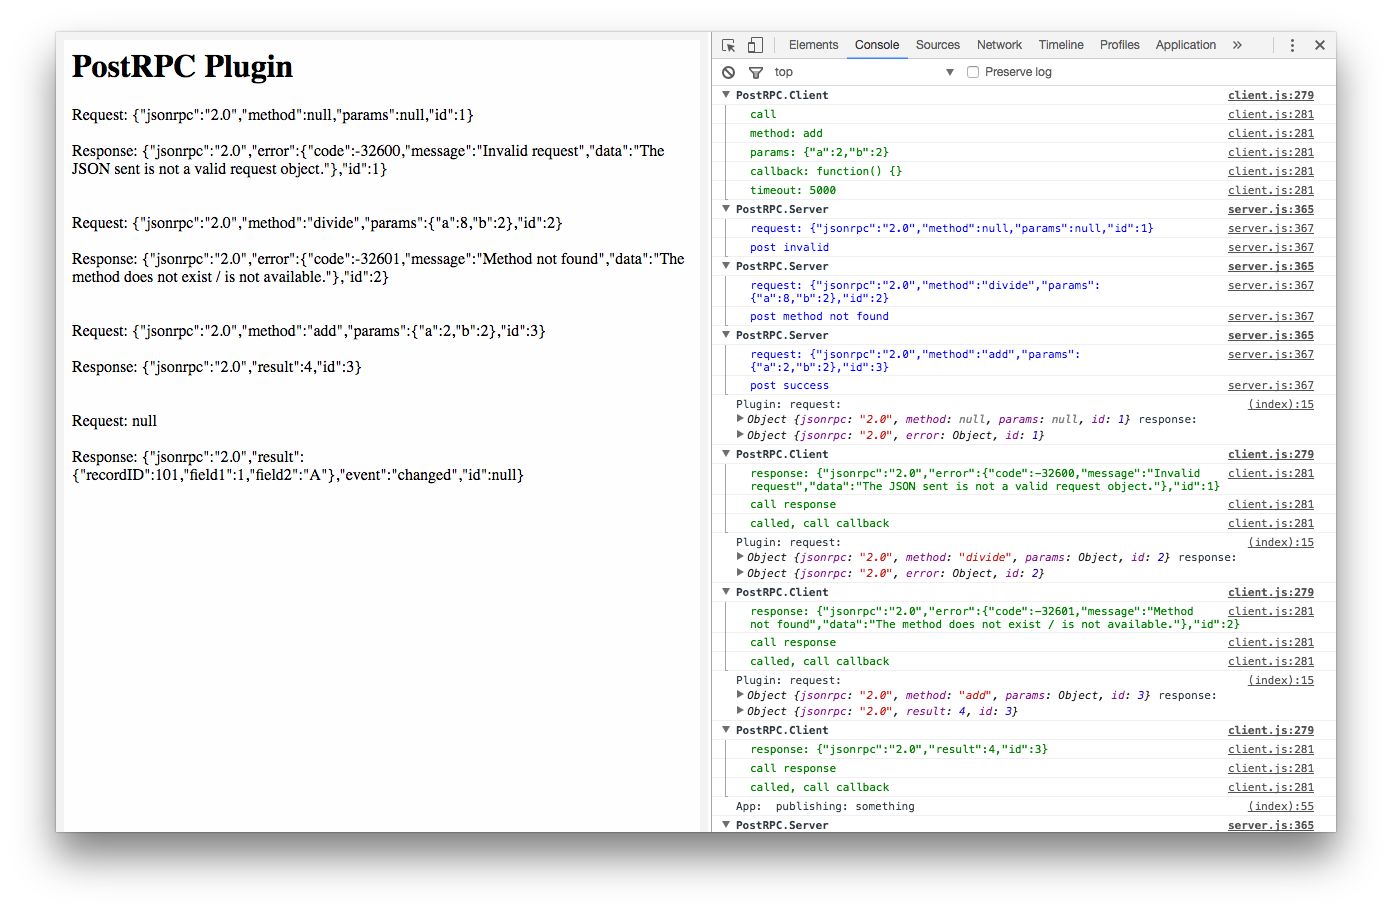 PostRPC Plugin
Request: {"jsonrpc":"2.0","method":null,"params":null,"id":1}
Response: {"jsonrpc":"2.0","error":{"code":-32600,"message":"Invalid request","data":"The
JSON sent is not a valid request object."},"id":1}
Request: {"jsonrpc":"2.0","method":"divide","params":{"a":8,"b":2},"id":2}
Response: {"jsonrpc":"2.0","error":{"code":-32601,"message":"Method not found","data":"The
method does not exist / is not available."},"id":2}
Request: {"jsonrpc":"2.0","method":"add","params":{"a":2,"b":2},"id":3}
Response: {"jsonrpc":"2.0","result":4,"id":3}
Request: null
Response: {"jsonrpc":"2.0","result":
{"recordID":101,"field1":1,"field2":"A"},"event":"changed","id":null}
Elements Console Sources Network Timeline Profiles Application »
top Preserve log
PostRPC.Client client.js:279
call client.js:281
method: add client.js:281
params: {"a":2,"b":2} client.js:281
callback: function() {} client.js:281
timeout: 5000 client.js:281
PostRPC.Server server.js:365
request: {"jsonrpc":"2.0","method":null,"params":null,"id":1} server.js:367
post invalid server.js:367
PostRPC.Server server.js:365
request: {"jsonrpc":"2.0","method":"divide","params": server.js:367
{"a":8,"b":2},"id":2}
post method not found server.js:367
PostRPC.Server server.js:365
request: {"jsonrpc":"2.0","method":"add","params": server.js:367
{"a":2,"b":2},"id":3}
post success server.js:367
Plugin: request: (index):15
Object {jsonrpc: "2.0", method: null, params: null, id: 1} response:
Object {jsonrpc: "2.0", error: Object, id: 1}
PostRPC.Client client.js:279
response: {"jsonrpc":"2.0","error":{"code":-32600,"message":"Invalid client.js:281
request","data":"The JSON sent is not a valid request object."},"id":1}
call response client.js:281
called, call callback client.js:281
Plugin: request: (index):15
Object {jsonrpc: "2.0", method: "divide", params: Object, id: 2} response:
Object {jsonrpc: "2.0", error: Object, id: 2}
PostRPC.Client client.js:279
response: {"jsonrpc":"2.0","error":{"code":-32601,"message":"Method client.js:281
not found","data":"The method does not exist / is not available."},"id":2}
call response client.js:281
called, call callback client.js:281
Plugin: request: (index):15
Object {jsonrpc: "2.0", method: "add", params: Object, id: 3} response:
Object {jsonrpc: "2.0", result: 4, id: 3}
PostRPC.Client client.js:279
response: {"jsonrpc":"2.0","result":4,"id":3} client.js:281
call response client.js:281
called, call callback client.js:281
App:  publishing: something (index):55
PostRPC.Server server.js:365